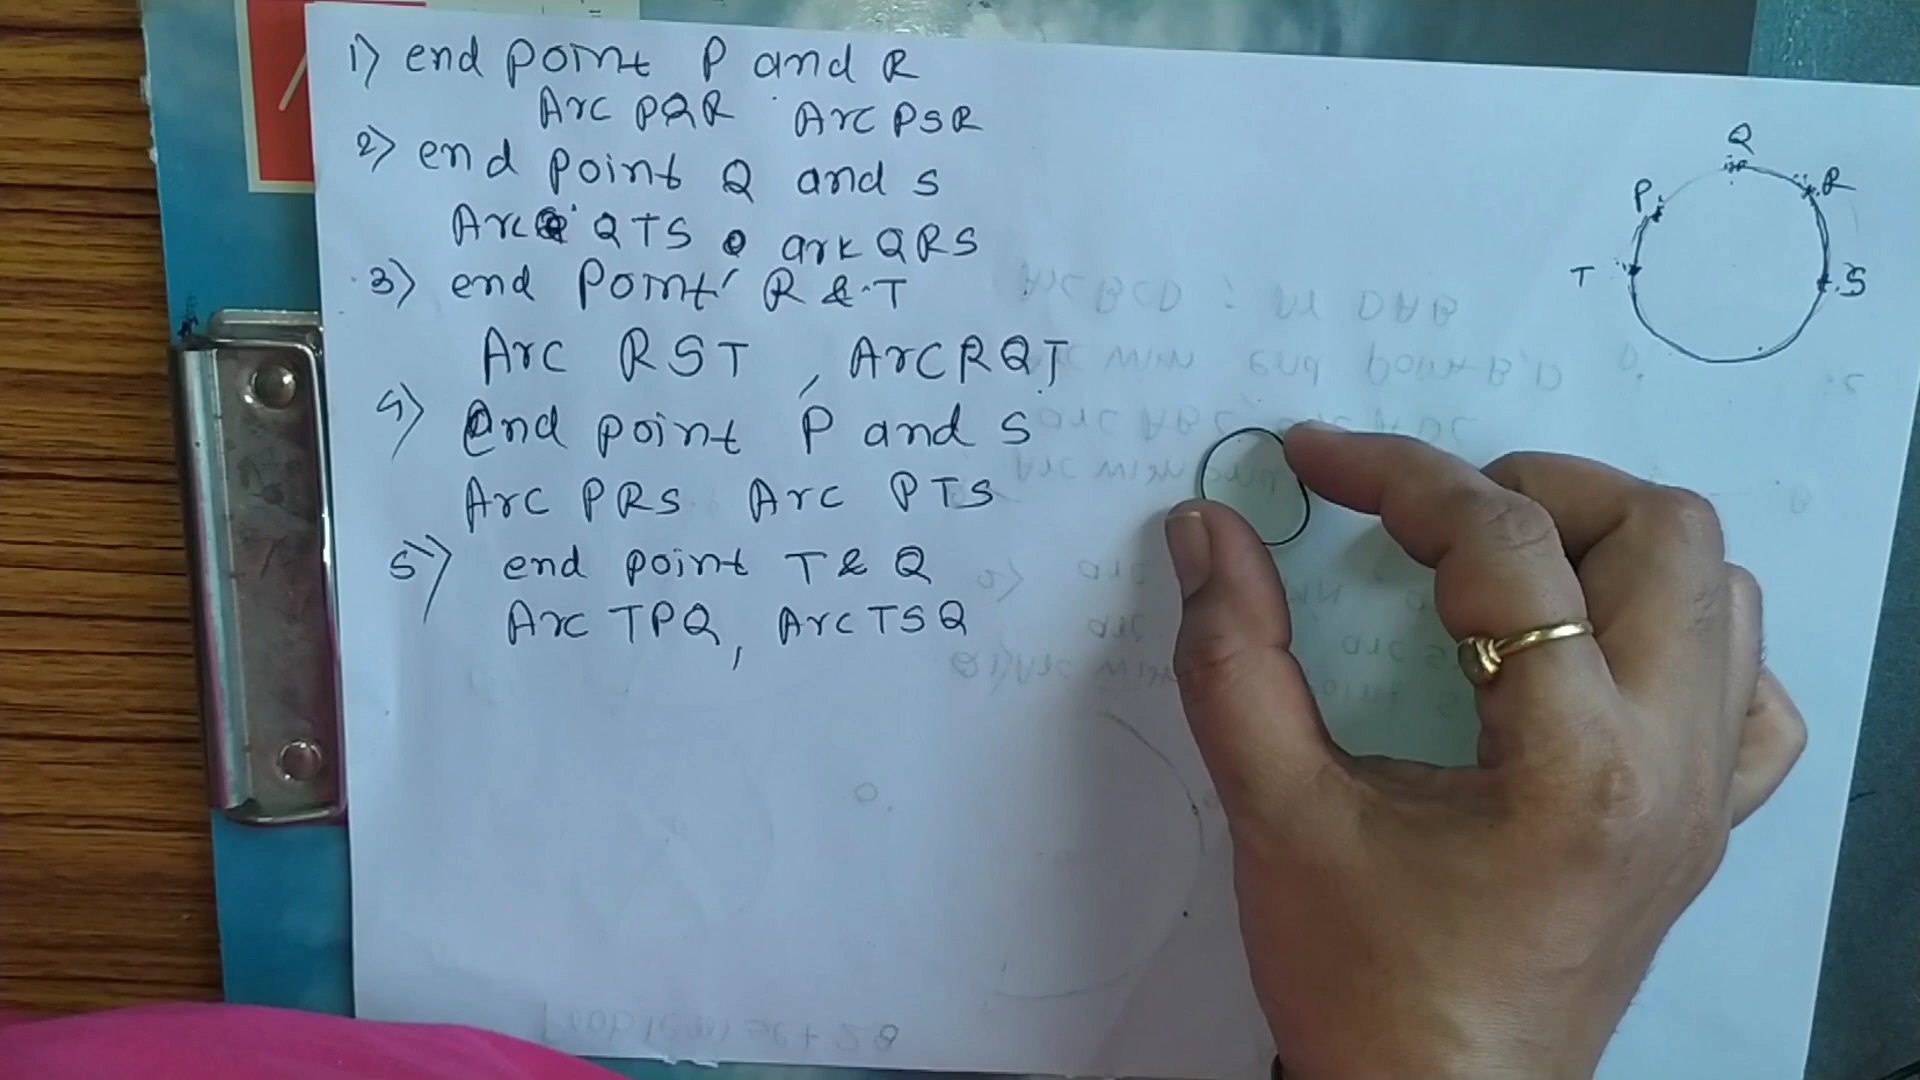 1) end point P and R
Arc PQR Arc PSR
2) end point Q and S
Arc QTS ark QRS
3) end Point R & T
Arc RST , Arc RQT
4) end point P and S
Arc PRS Arc PTS
5) end point T & Q
Arc TPQ, Arc TSQ
Q
R
P
T
S